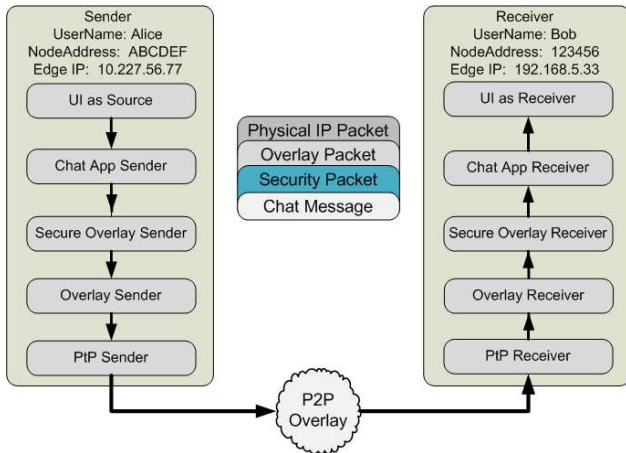 Sender
UserName: Alice
NodeAddress: ABCDEF
Edge IP: 10.227.56.77
UI as Source
Chat App Sender
Secure Overlay Sender
Overlay Sender
PtP Sender
Physical IP Packet
Overlay Packet
Security Packet
Chat Message
P2P
Overlay
Receiver
UserName: Bob
NodeAddress: 123456
Edge IP: 192.168.5.33
UI as Receiver
Chat App Receiver
Secure Overlay Receiver
Overlay Receiver
PtP Receiver